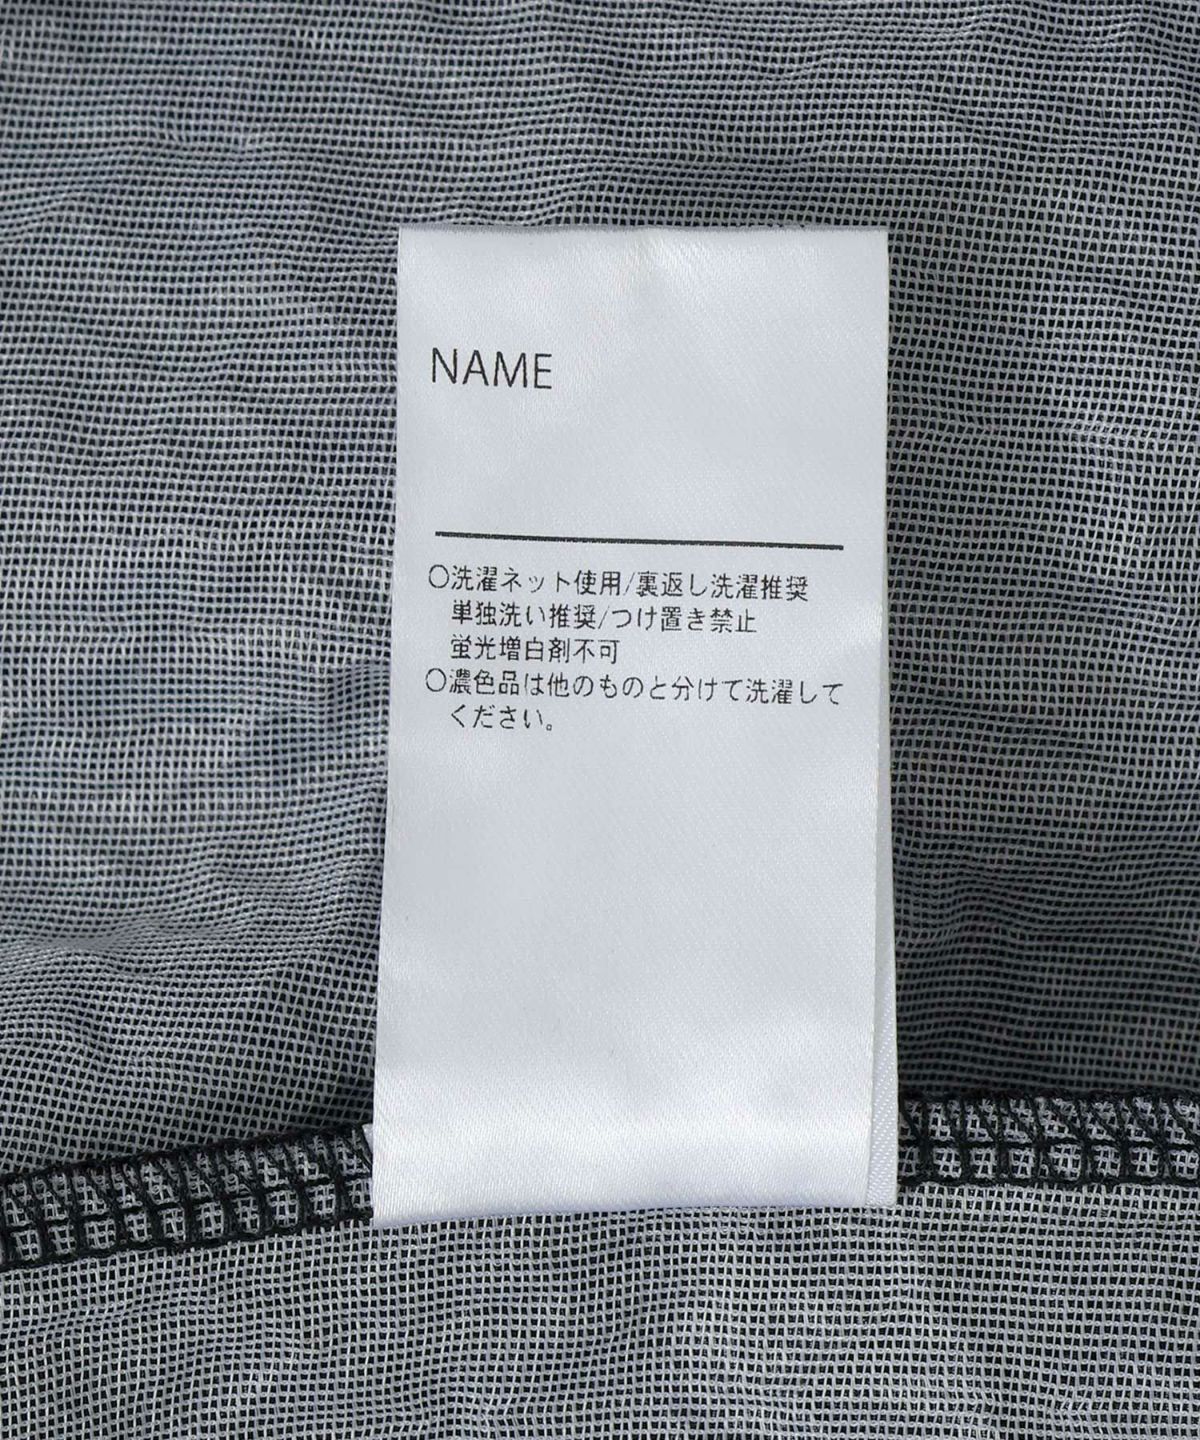 NAME
〇洗濯ネット使用/裏返し洗濯推奨
単独洗い推奨/つけ置き禁止
蛍光増白剤不可
〇濃色品は他のものと分けて洗濯して
ください。